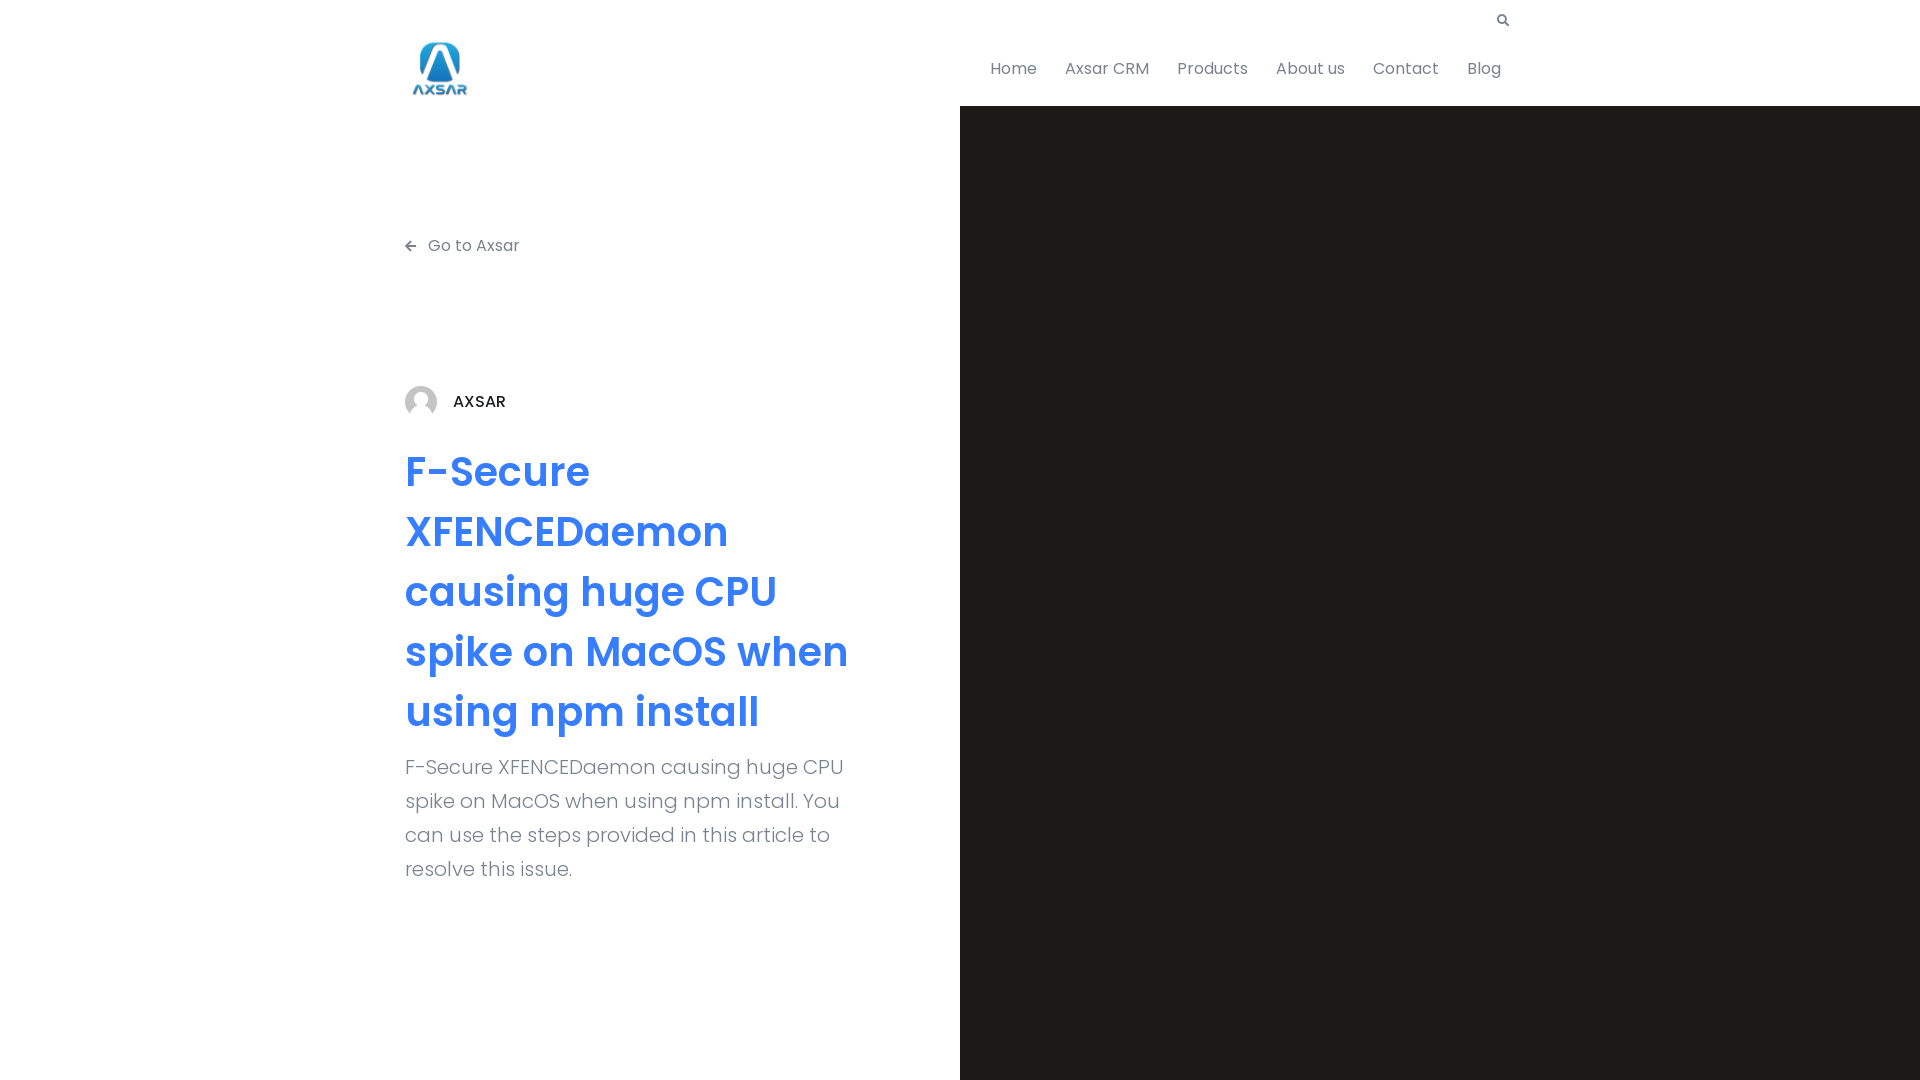 AXSAR
Home Axsar CRM Products About us Contact Blog
Go to Axsar
AXSAR
F-Secure
XFENCEDaemon
causing huge CPU
spike on MacOS when
using npm install
F-Secure XFENCEDaemon causing huge CPU
spike on MacOS when using npm install. You
can use the steps provided in this article to
resolve this issue.